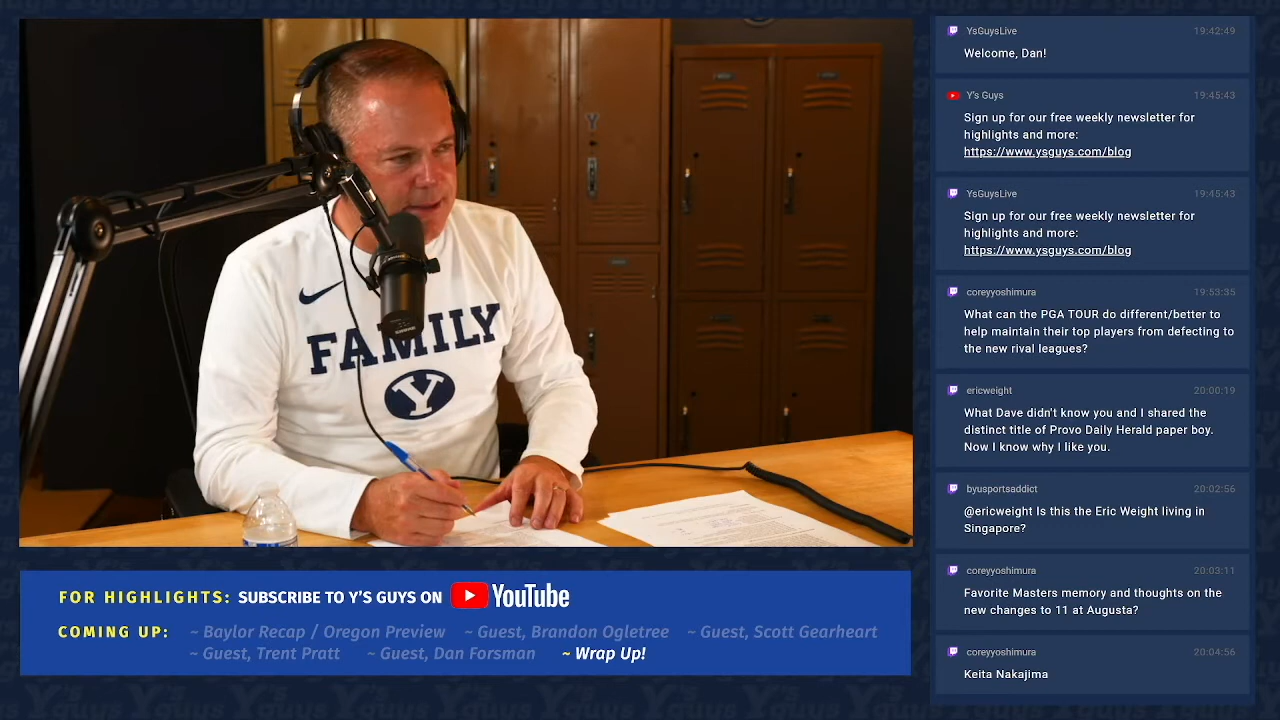 FAMILY
Y
FOR HIGHLIGHTS: SUBSCRIBE TO Y'S GUYS ON YouTube
COMING UP: ~ Baylor Recap / Oregon Preview ~ Guest, Brandon Ogletree ~ Guest, Scott Gearheart
~ Guest, Trent Pratt ~ Guest, Dan Forsman ~ Wrap Up!
YsGuysLive 19:42:49
Welcome, Dan!
Y's Guys 19:45:43
Sign up for our free weekly newsletter for
highlights and more:
https://www.ysguys.com/blog
YsGuysLive 19:45:43
Sign up for our free weekly newsletter for
highlights and more:
https://www.ysguys.com/blog
coreyyoshimura 19:53:35
What can the PGA TOUR do different/better to
help maintain their top players from defecting to
the new rival leagues?
ericweight 20:00:19
What Dave didn't know you and I shared the
distinct title of Provo Daily Herald paper boy.
Now I know why I like you.
byusportsaddict 20:02:56
@ericweight Is this the Eric Weight living in
Singapore?
coreyyoshimura 20:03:11
Favorite Masters memory and thoughts on the
new changes to 11 at Augusta?
coreyyoshimura 20:04:56
Keita Nakajima